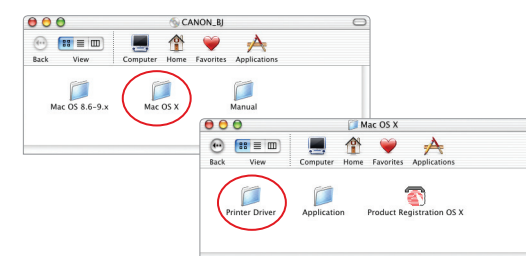 CANON_BJ
Back View Computer Home Favorites Applications
Mac OS 8.6-9.x Mac OS X Manual
Mac OS X
Back View Computer Home Favorites Applications
Printer Driver Application Product Registration OS X